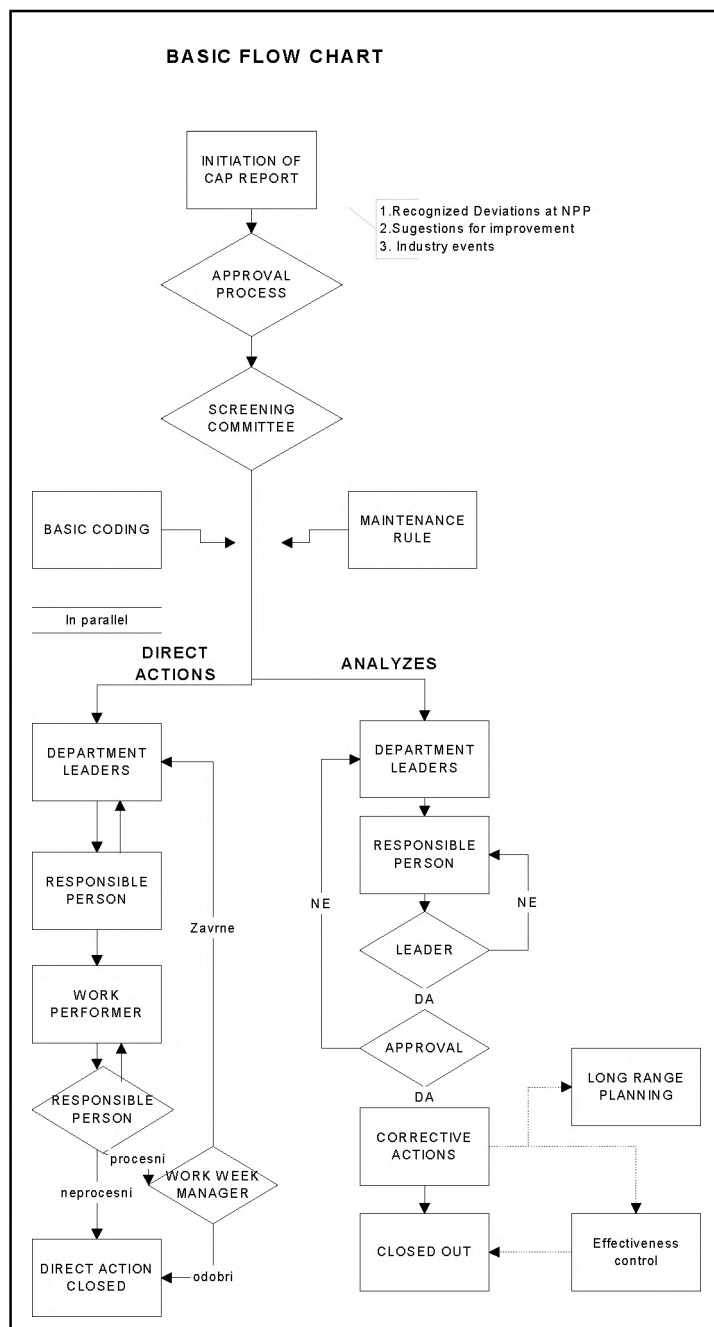 BASIC FLOW CHART
INITIATION OF
CAP REPORT
1.Recognized Deviations at NPP
2.Sugestions for improvement
3. Industry events
APPROVAL
PROCESS
SCREENING
COMMITTEE
BASIC CODING
MAINTENANCE
RULE
In parallel
DIRECT
ACTIONS
ANALYZES
DEPARTMENT
LEADERS
RESPONSIBLE
PERSON
Zavrne
WORK
PERFORMER
RESPONSIBLE
PERSON
procesni
neprocesni
WORK WEEK
MANAGER
odobri
DIRECT ACTION
CLOSED
DEPARTMENT
LEADERS
RESPONSIBLE
PERSON
NE
NE
LEADER
DA
APPROVAL
DA
CORRECTIVE
ACTIONS
LONG RANGE
PLANNING
CLOSED OUT
Effectiveness
control